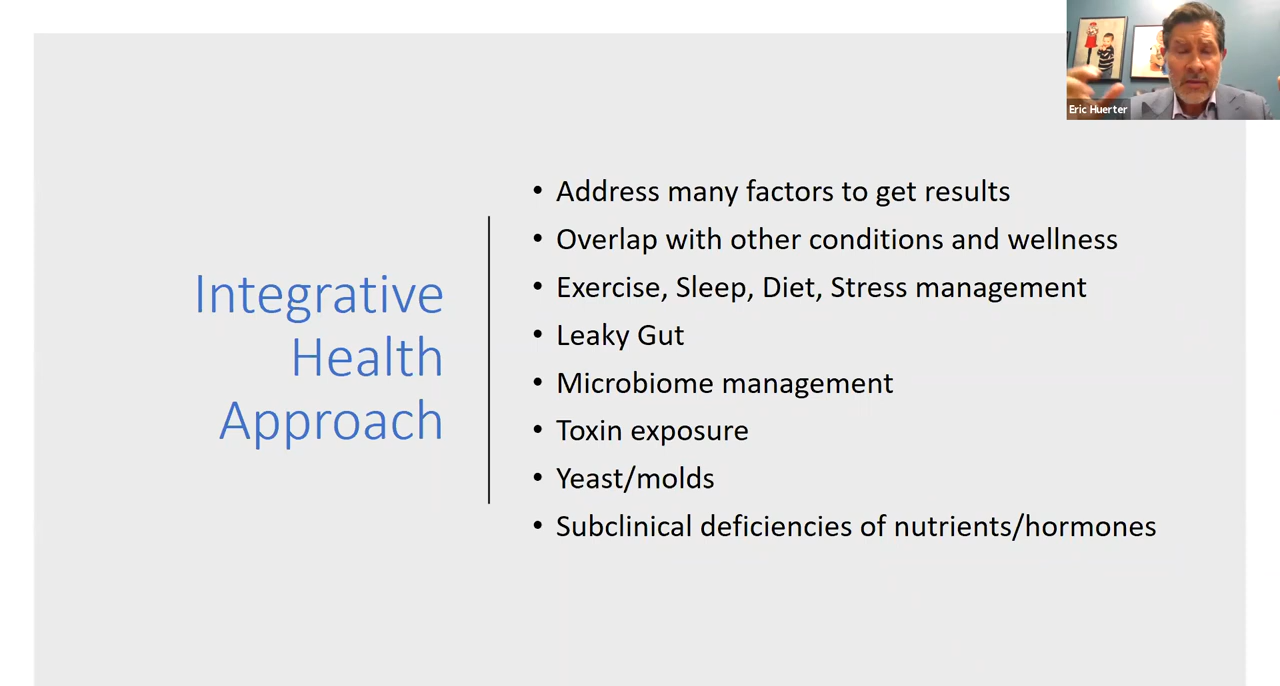 Eric Huerter
Integrative
Health
Approach
• Address many factors to get results
• Overlap with other conditions and wellness
• Exercise, Sleep, Diet, Stress management
• Leaky Gut
• Microbiome management
• Toxin exposure
• Yeast/molds
• Subclinical deficiencies of nutrients/hormones